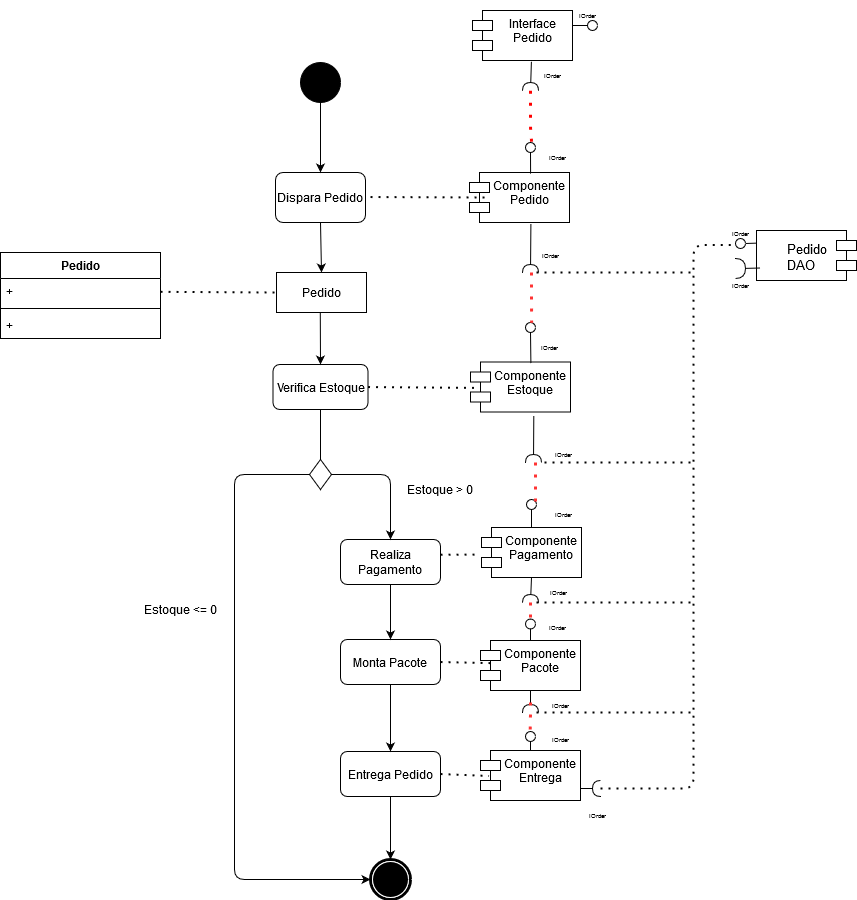 Interface
Pedido
IOrder
IOrder
IOrder
Dispara Pedido
Componente
Pedido
IOrder
Pedido
DAO
IOrder
IOrder
Pedido
+
+
Pedido
IOrder
Verifica Estoque
Componente
Estoque
IOrder
Estoque > 0
IOrder
Realiza
Pagamento
Componente
Pagamento
IOrder
Estoque <= 0
IOrder
Monta Pacote
Componente
Pacote
IOrder
IOrder
Entrega Pedido
Componente
Entrega
IOrder